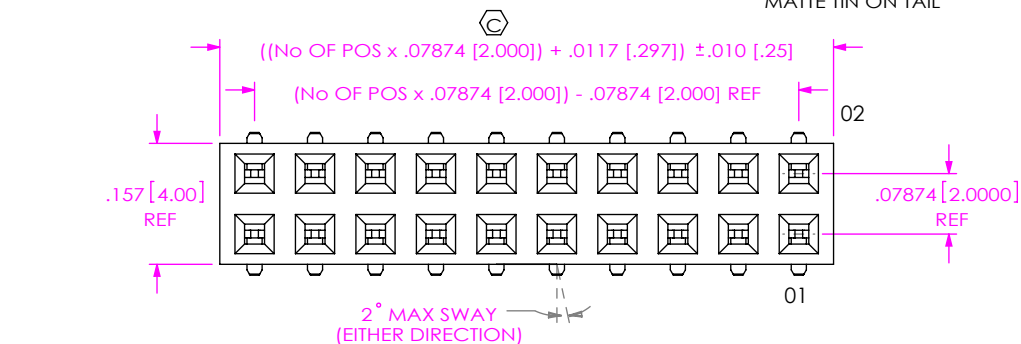 MATTE TIN ON TAIL
C
((No OF POS x .07874 [2.000]) + .0117 [.297]) ±.010 [.25]
(No OF POS x .07874 [2.000]) - .07874 [2.000] REF
02
.157[4.00]
REF
.07874[2.0000]
REF
01
2° MAX SWAY
(EITHER DIRECTION)